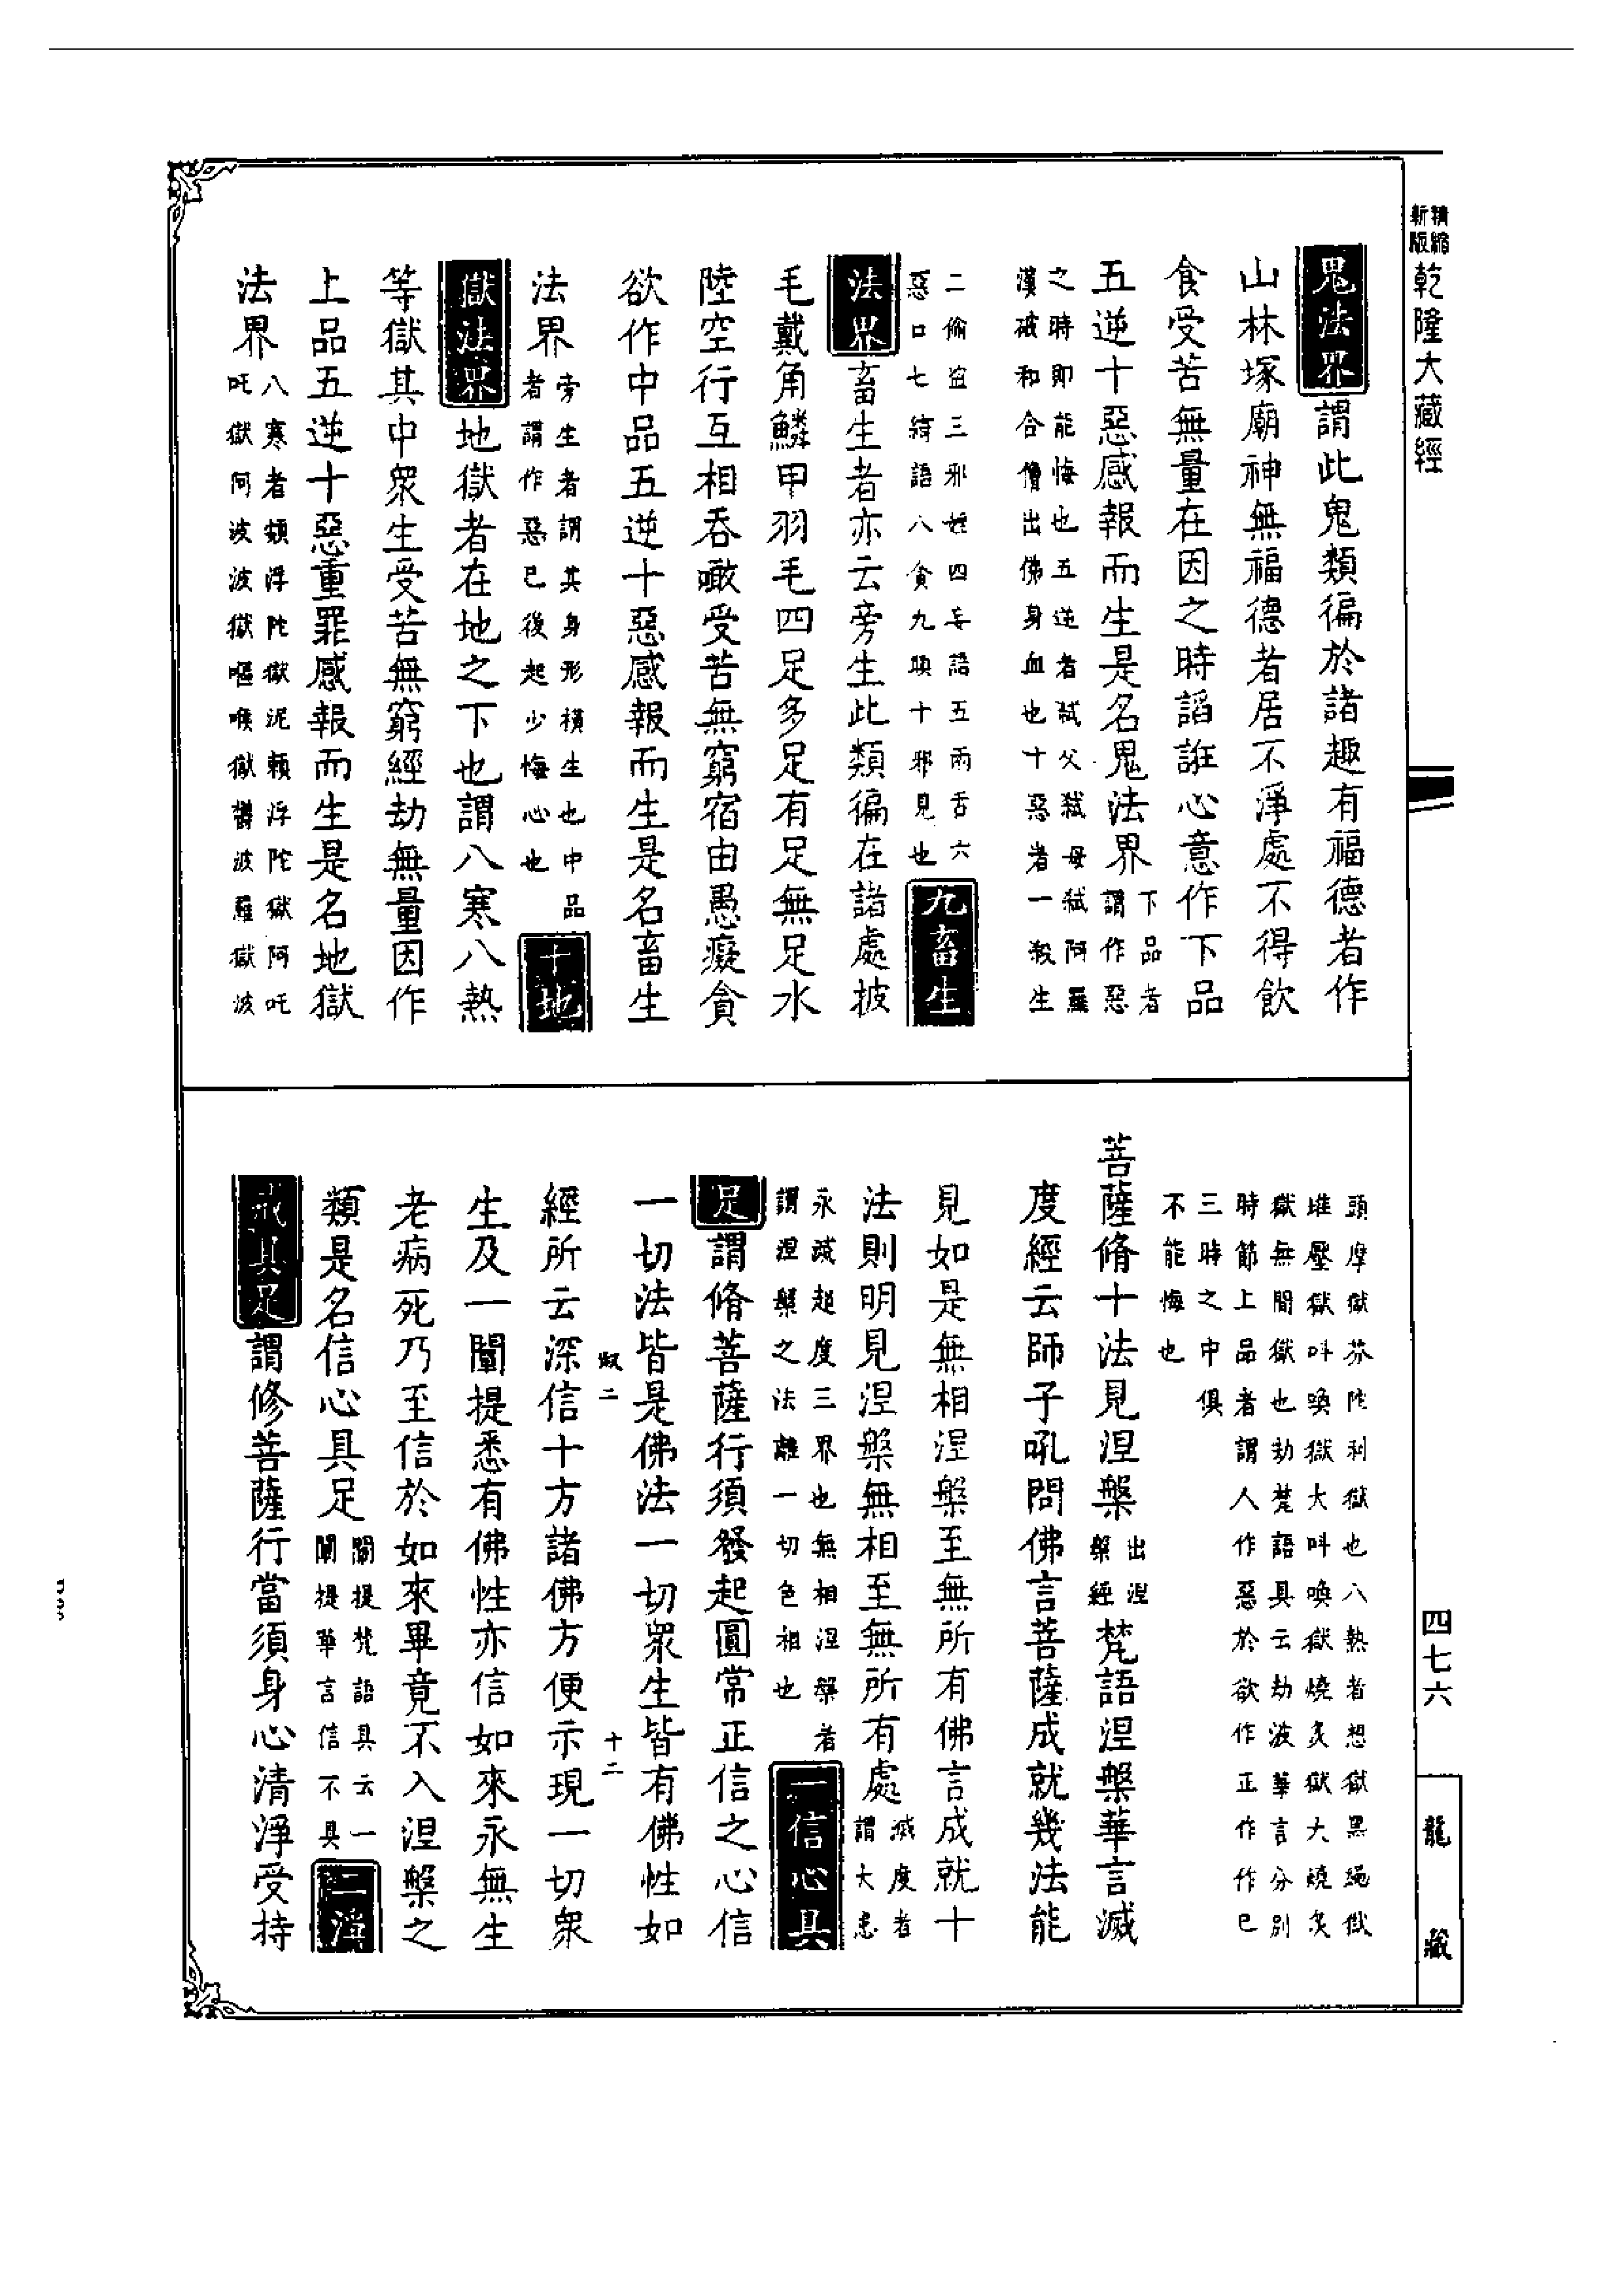 精縮
新版
乾隆大藏經
鬼法界謂此鬼類徧於諸趣有福德者作
山林塚廟神無福德者居不淨處不得飲
食受苦無量在因之時謟誑心意作下品
五逆十惡感報而生是名鬼法界下品者
謂作惡
之時即能悔也五逆者弑父弑母弑阿羅
漢破和合僧出佛身血也十惡者一殺生
二偷盜三邪婬四妄語五兩舌六
惡口七綺語八貪九瞋十邪見也九畜生
法界畜生者亦云旁生此類徧在諸處披
毛戴角鱗甲羽毛四足多足有足無足水
陸空行互相吞噉受苦無窮宿由愚癡貪
欲作中品五逆十惡感報而生是名畜生
法界旁生者謂其身形橫生也中品
者謂作惡已後起少悔心也十地
獄法界地獄者在地之下也謂八寒八熱
等獄其中眾生受苦無窮經劫無量因作
上品五逆十惡重罪感報而生是名地獄
法界八寒者頞浮陀獄泥賴浮陀獄阿吒
吒獄阿波波獄嘔喉獄鬱波羅獄波
頭摩獄芬陀利獄也八熱者想獄黑繩獄
堆壓獄叫喚獄大叫喚獄燒炙獄大燒炙
獄無間獄也劫梵語具云劫波華言分別
時節上品者謂人作惡於欲作正作作已
三時之中俱
不能悔也
菩薩脩十法見涅槃出涅
槃經梵語涅槃華言滅
度經云師子吼問佛言菩薩成就幾法能
見如是無相涅槃至無所有佛言成就十
法則明見涅槃無相至無所有處滅度者
謂大患
永滅超度三界也無相涅槃者
謂涅槃之法離一切色相也一信心具
足謂脩菩薩行須發起圓常正信之心信
一切法皆是佛法一切眾生皆有佛性如
淑二
十二
經所云深信十方諸佛方便示現一切眾
生及一闡提悉有佛性亦信如來永無生
老病死乃至信於如來畢竟不入涅槃之
類是名信心具足闡提梵語具云一
闡提華言信不具二淨
戒具足謂修菩薩行當須身心清淨受持
四七六
龍藏